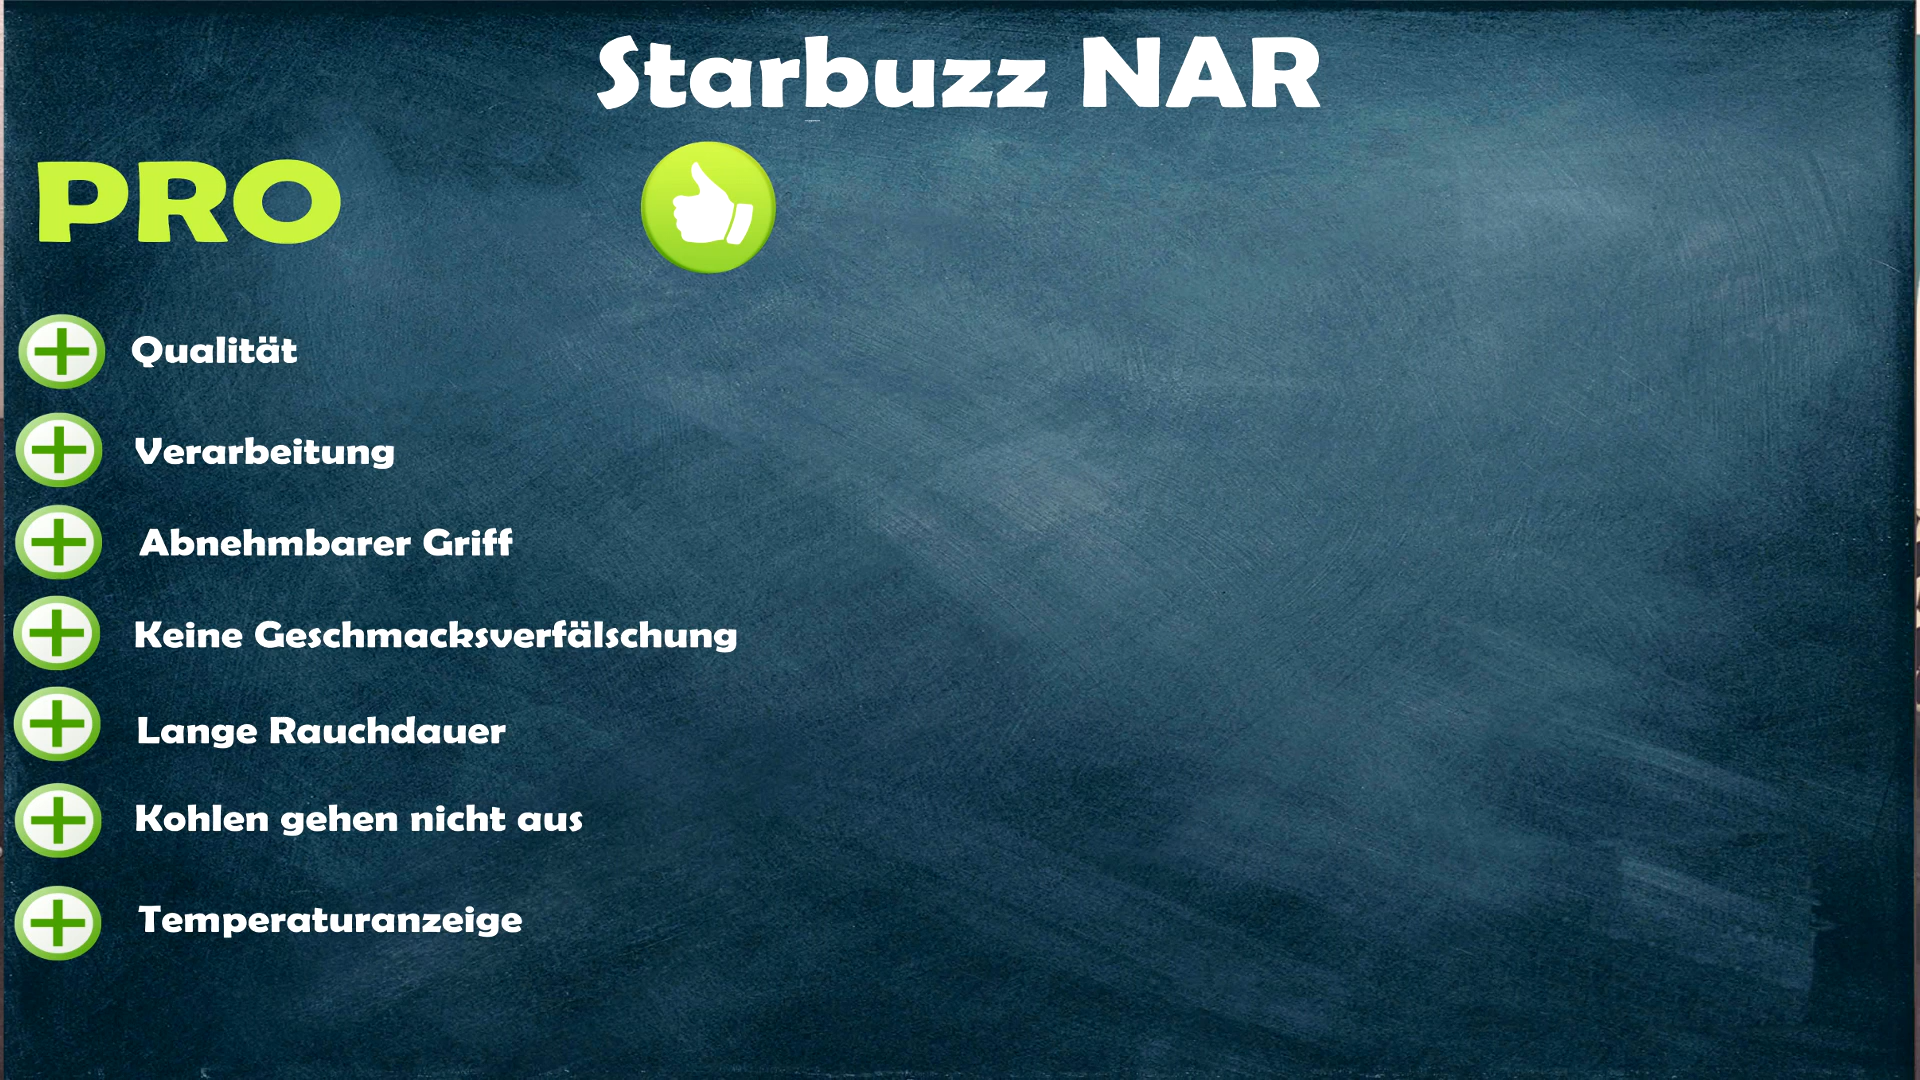 Starbuzz NAR
PRO
Qualität
Verarbeitung
Abnehmbarer Griff
Keine Geschmacksverfälschung
Lange Rauchdauer
Kohlen gehen nicht aus
Temperaturanzeige